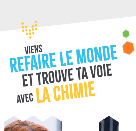 VIENS
REFAIRE LE MONDE
ET TROUVE TA VOIE
AVEC LA CHIMIE